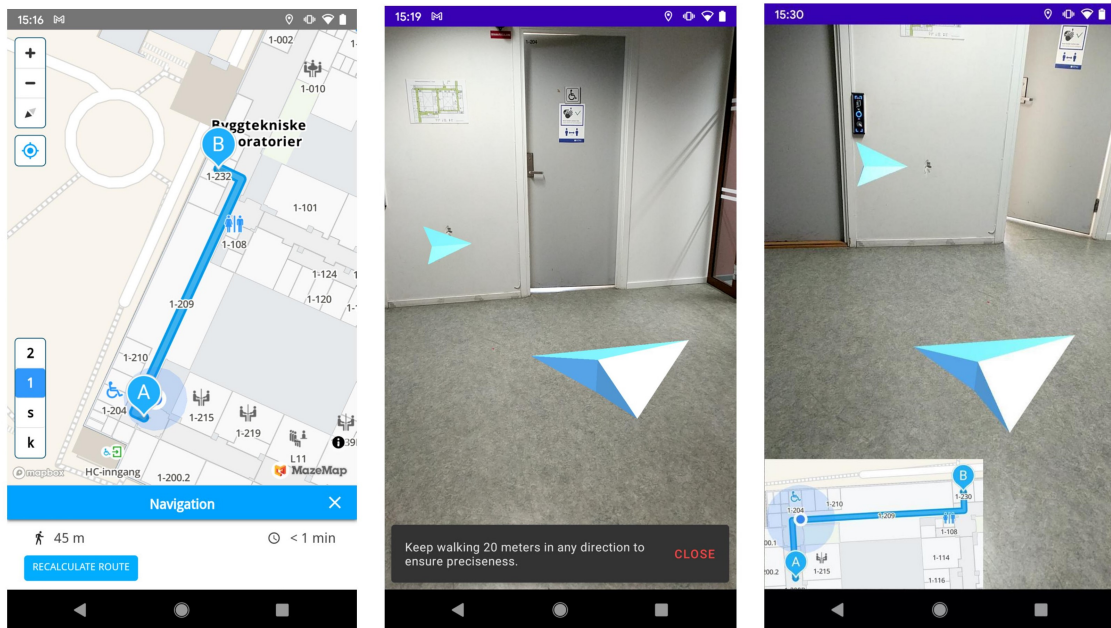 15:16
1-002
+
1-010
−
Byggtekniske
B
oratorier
1-232
1-101
1-108
1-124
1-120
1-209
2
1-210
1
A
s
1-204
1-215
k
1-219
L11
HC-inngang
mapbox
MazeMap
1-200.2
Navigation
45 m
< 1 min
RECALCULATE ROUTE
15:19
1-204
Keep walking 20 meters in any direction to
ensure preciseness.
CLOSE
15:30
B
1-230
1-210
1-204
1-209
1-108
A
1-215
1-114
1-116